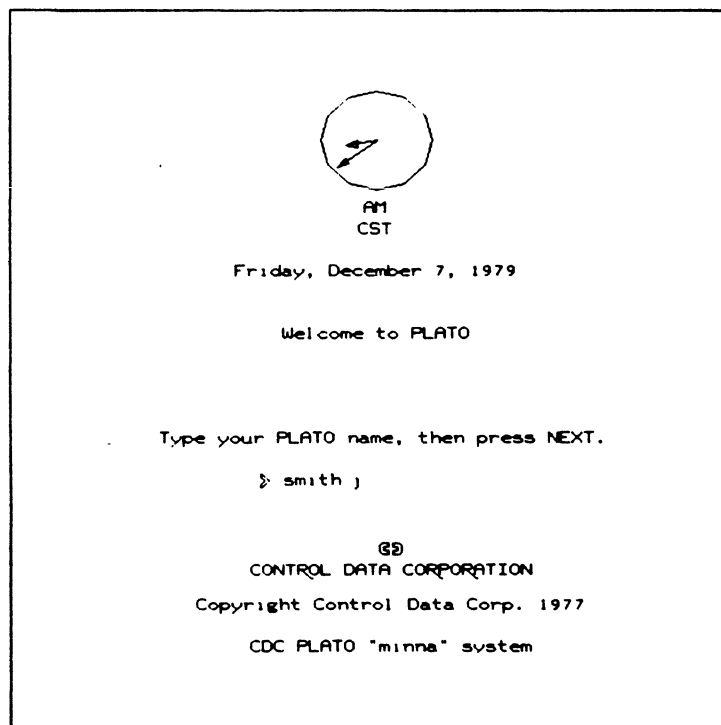 AM
CST
Friday, December 7, 1979
Welcome to PLATO
Type your PLATO name, then press NEXT.
smith j
CONTROL DATA CORPORATION
Copyright Control Data Corp. 1977
CDC PLATO "minna" system